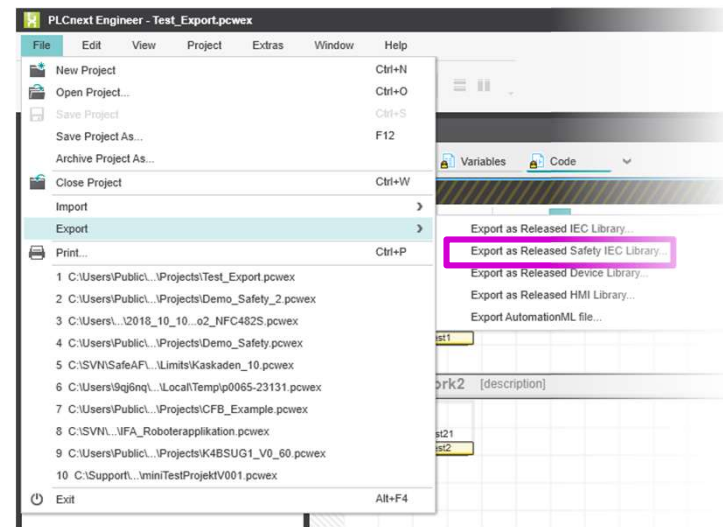 PLCnext Engineer - Test_Export.pcwex
File Edit View Project Extras Window Help
New Project Ctrl+N
Open Project... Ctrl+O
Save Project Ctrl+S
Save Project As... F12
Archive Project As...
Variables Code
Close Project Ctrl+W
Import
Export
Export as Released IEC Library...
Export as Released Safety IEC Library...
Export as Released Device Library...
Export as Released HMI Library...
Export AutomationML file...
Print... Ctrl+P
1 C:\Users\Public\...\Projects\Test_Export.pcwex
2 C:\Users\Public\...\Projects\Demo_Safety_2.pcwex
3 C:\Users\...\2018_10_10...o2_NFC482S.pcwex
4 C:\Users\Public\...\Projects\Demo_Safety.pcwex
est1
5 C:\SVN\SafeAF\...\Limits\Kaskaden_10.pcwex
6 C:\Users\9qj6nq\...\Local\Temp\p0065-23131.pcwex
ork2 [description]
7 C:\Users\Public\...\Projects\CFB_Example.pcwex
8 C:\SVN\...\IFA_Roboterapplikation.pcwex
st21
9 C:\Users\Public\...\Projects\K4BSUG1_V0_60.pcwex
est2
10 C:\Support\...\miniTestProjektV001.pcwex
Exit Alt+F4